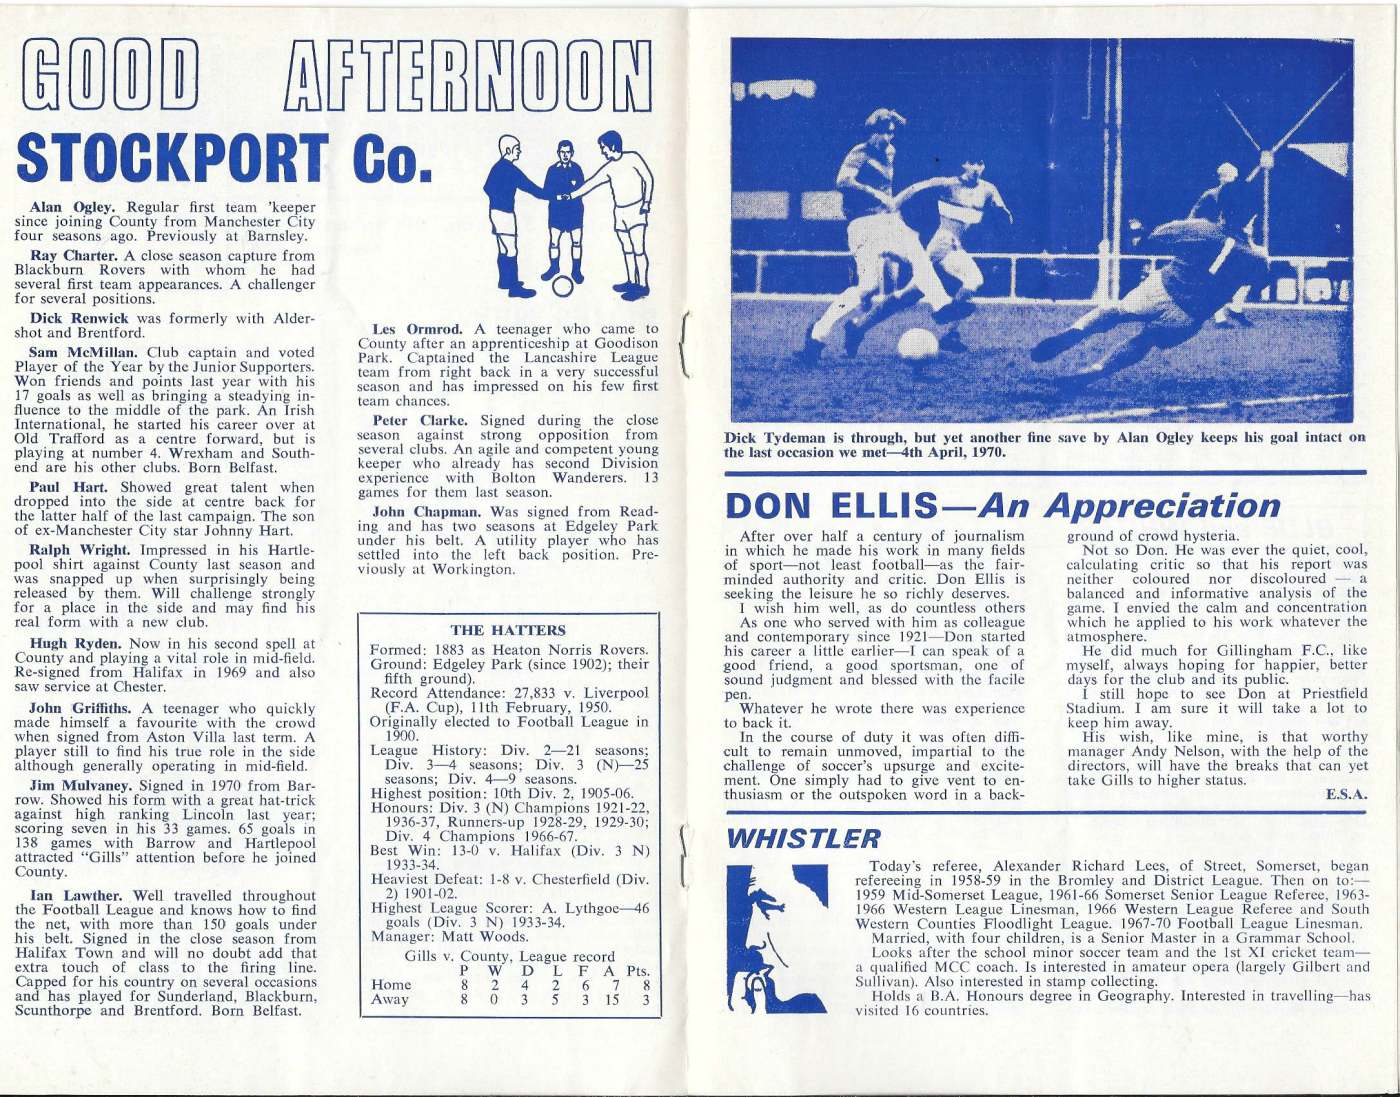 GOOD AFTERNOON
STOCKPORT Co.
Alan Ogley. Regular first team 'keeper
since joining County from Manchester City
four seasons ago. Previously at Barnsley.
Ray Charter. A close season capture from
Blackburn Rovers with whom he had
several first team appearances. A challenger
for several positions.
Dick Renwick was formerly with Alder-
shot and Brentford.
Sam McMillan. Club captain and voted
Player of the Year by the Junior Supporters.
Won friends and points last year with his
17 goals as well as bringing a steadying in-
fluence to the middle of the park. An Irish
International, he started his career over at
Old Trafford as a centre forward, but is
playing at number 4. Wrexham and South-
end are his other clubs. Born Belfast.
Paul Hart. Showed great talent when
dropped into the side at centre back for
the latter half of the last campaign. The son
of ex-Manchester City star Johnny Hart.
Ralph Wright. Impressed in his Hartle-
pool shirt against County last season and
was snapped up when surprisingly being
released by them. Will challenge strongly
for a place in the side and may find his
real form with a new club.
Hugh Ryden. Now in his second spell at
County and playing a vital role in mid-field.
Re-signed from Halifax in 1969 and also
saw service at Chester.
John Griffiths. A teenager who quickly
made himself a favourite with the crowd
when signed from Aston Villa last term. A
player still to find his true role in the side
although generally operating in mid-field.
Jim Mulvaney. Signed in 1970 from Bar-
row. Showed his form with a great hat-trick
against high ranking Lincoln last year;
scoring seven in his 33 games. 65 goals in
138 games with Barrow and Hartlepool
attracted "Gills" attention before he joined
County.
Ian Lawther. Well travelled throughout
the Football League and knows how to find
the net, with more than 150 goals under
his belt. Signed in the close season from
Halifax Town and will no doubt add that
extra touch of class to the firing line.
Capped for his country on several occasions
and has played for Sunderland, Blackburn,
Scunthorpe and Brentford. Born Belfast.
Les Ormrod. A teenager who came to
County after an apprenticeship at Goodison
Park. Captained the Lancashire League
team from right back in a very successful
season and has impressed on his few first
team chances.
Peter Clarke. Signed during the close
season against strong opposition from
several clubs. An agile and competent young
keeper who already has second Division
experience with Bolton Wanderers. 13
games for them last season.
John Chapman. Was signed from Read-
ing and has two seasons at Edgeley Park
under his belt. A utility player who has
settled into the left back position. Pre-
viously at Workington.
THE HATTERS
Formed: 1883 as Heaton Norris Rovers.
Ground: Edgeley Park (since 1902); their
fifth ground).
Record Attendance: 27,833 v. Liverpool
(F.A. Cup), 11th February, 1950.
Originally elected to Football League in
1900.
League History: Div. 2—21 seasons;
Div. 3—4 seasons; Div. 3 (N)—25
seasons; Div. 4—9 seasons.
Highest position: 10th Div. 2, 1905-06.
Honours: Div. 3 (N) Champions 1921-22,
1936-37, Runners-up 1928-29, 1929-30;
Div. 4 Champions 1966-67.
Best Win: 13-0 v. Halifax (Div. 3 N)
1933-34.
Heaviest Defeat: 1-8 v. Chesterfield (Div.
2) 1901-02.
Highest League Scorer: A. Lythgoe—46
goals (Div. 3 N) 1933-34.
Manager: Matt Woods.
Gills v. County, League record
P W D L F A Pts.
Home 8 2 4 2 6 7 8
Away 8 0 3 5 3 15 3
Dick Tydeman is through, but yet another fine save by Alan Ogley keeps his goal intact on
the last occasion we met—4th April, 1970.
DON ELLIS—An Appreciation
After over half a century of journalism
in which he made his work in many fields
of sport—not least football—as the fair-
minded authority and critic. Don Ellis is
seeking the leisure he so richly deserves.
I wish him well, as do countless others
As one who served with him as colleague
and contemporary since 1921—Don started
his career a little earlier—I can speak of a
good friend, a good sportsman, one of
sound judgment and blessed with the facile
pen.
Whatever he wrote there was experience
to back it.
In the course of duty it was often diffi-
cult to remain unmoved, impartial to the
challenge of soccer's upsurge and excite-
ment. One simply had to give vent to en-
thusiasm or the outspoken word in a back-
ground of crowd hysteria.
Not so Don. He was ever the quiet, cool,
calculating critic so that his report was
neither coloured nor discoloured — a
balanced and informative analysis of the
game. I envied the calm and concentration
which he applied to his work whatever the
atmosphere.
He did much for Gillingham F.C., like
myself, always hoping for happier, better
days for the club and its public.
I still hope to see Don at Priestfield
Stadium. I am sure it will take a lot to
keep him away.
His wish, like mine, is that worthy
manager Andy Nelson, with the help of the
directors, will have the breaks that can yet
take Gills to higher status.
E.S.A.
WHISTLER
Today's referee, Alexander Richard Lees, of Street, Somerset, began
refereeing in 1958-59 in the Bromley and District League. Then on to:—
1959 Mid-Somerset League, 1961-66 Somerset Senior League Referee, 1963-
1966 Western League Linesman, 1966 Western League Referee and South
Western Counties Floodlight League. 1967-70 Football League Linesman.
Married, with four children, is a Senior Master in a Grammar School.
Looks after the school minor soccer team and the 1st XI cricket team—
a qualified MCC coach. Is interested in amateur opera (largely Gilbert and
Sullivan). Also interested in stamp collecting.
Holds a B.A. Honours degree in Geography. Interested in travelling—has
visited 16 countries.